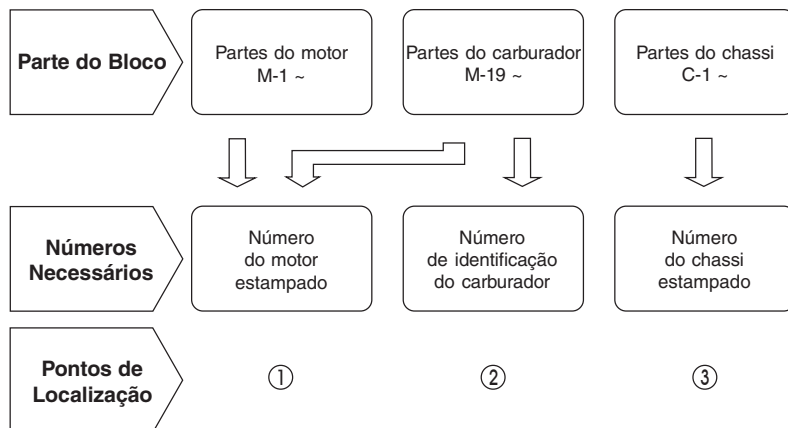 Parte do Bloco
Partes do motor
M-1 ~
Partes do carburador
M-19 ~
Partes do chassi
C-1 ~
Números
Necessários
Número
do motor
estampado
Número
de identificação
do carburador
Número
do chassi
estampado
Pontos de
Localização
①
②
③